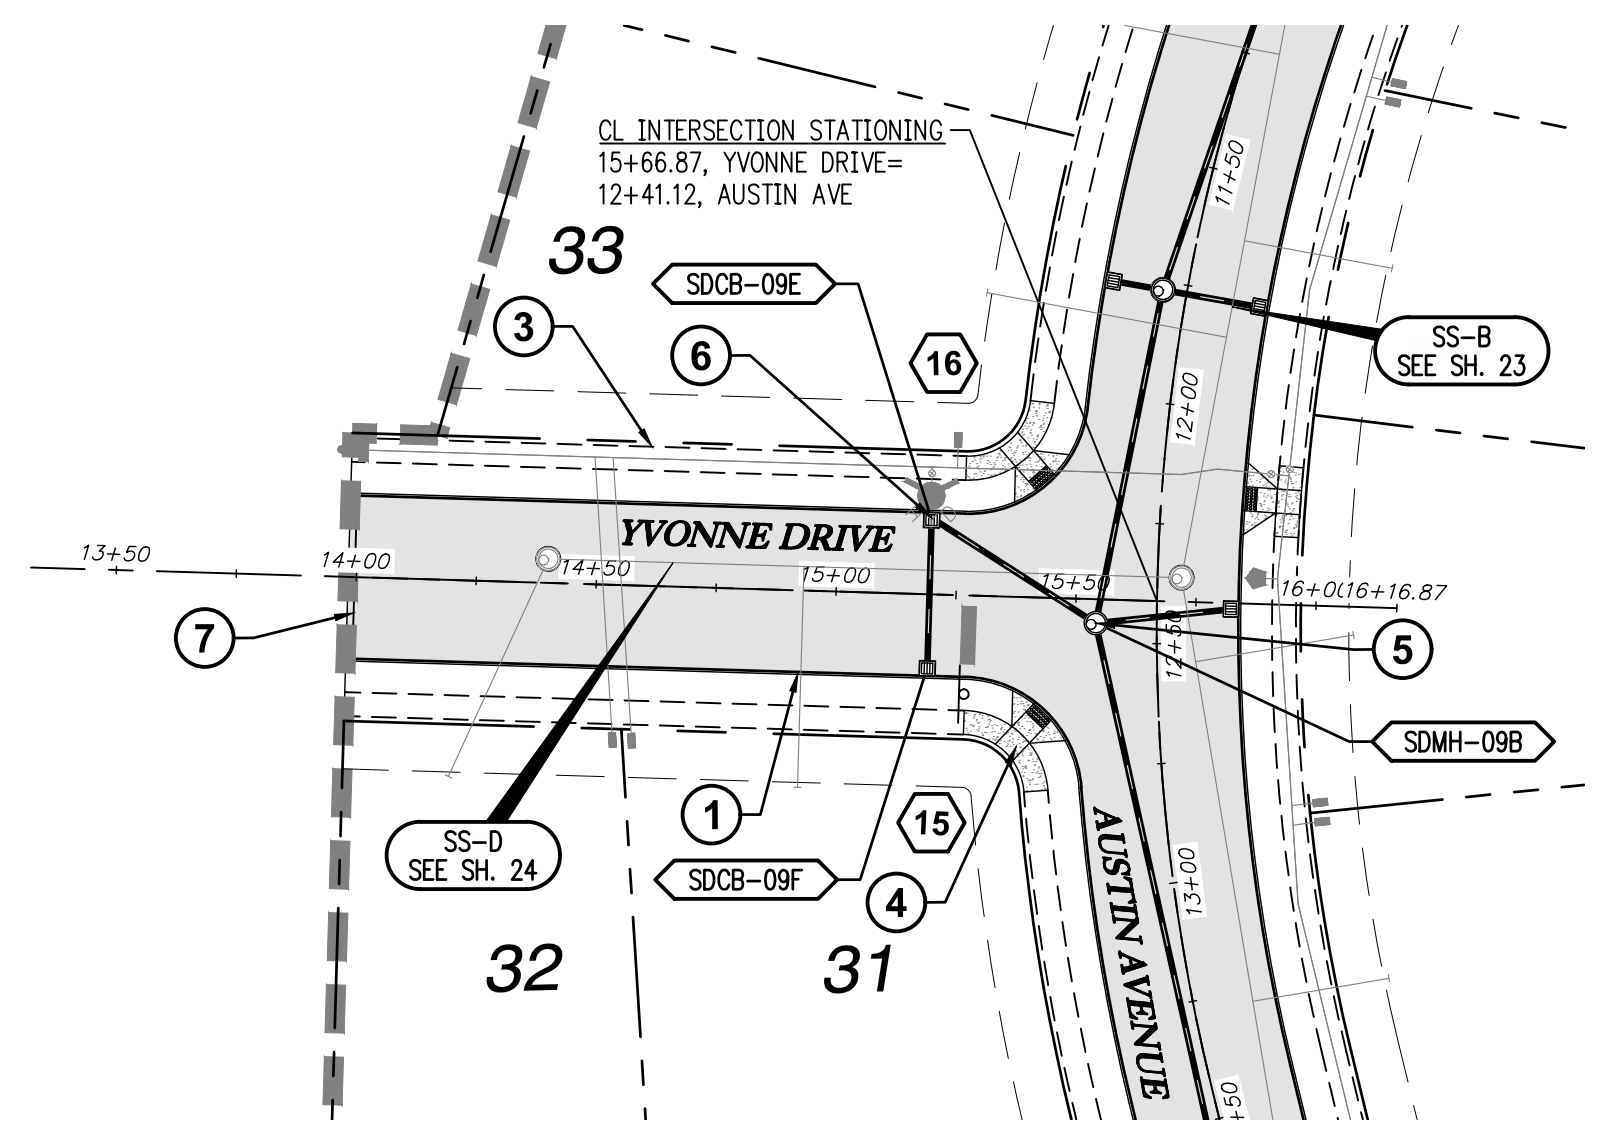 CL INTERSECTION STATIONING
15+66.87, YVONNE DRIVE=
12+41.12, AUSTIN AVE
11+50
33
SDCB-09E
3
6
16
SS-B
SEE SH. 23
12+00
YVONNE DRIVE
13+50
14+00
14+50
15+00
15+50
16+00
16+16.87
7
12+50
5
SDMH-09B
1
15
SS-D
SEE SH. 24
SDCB-09F
4
13+00
AUSTIN AVENUE
32
31
+50